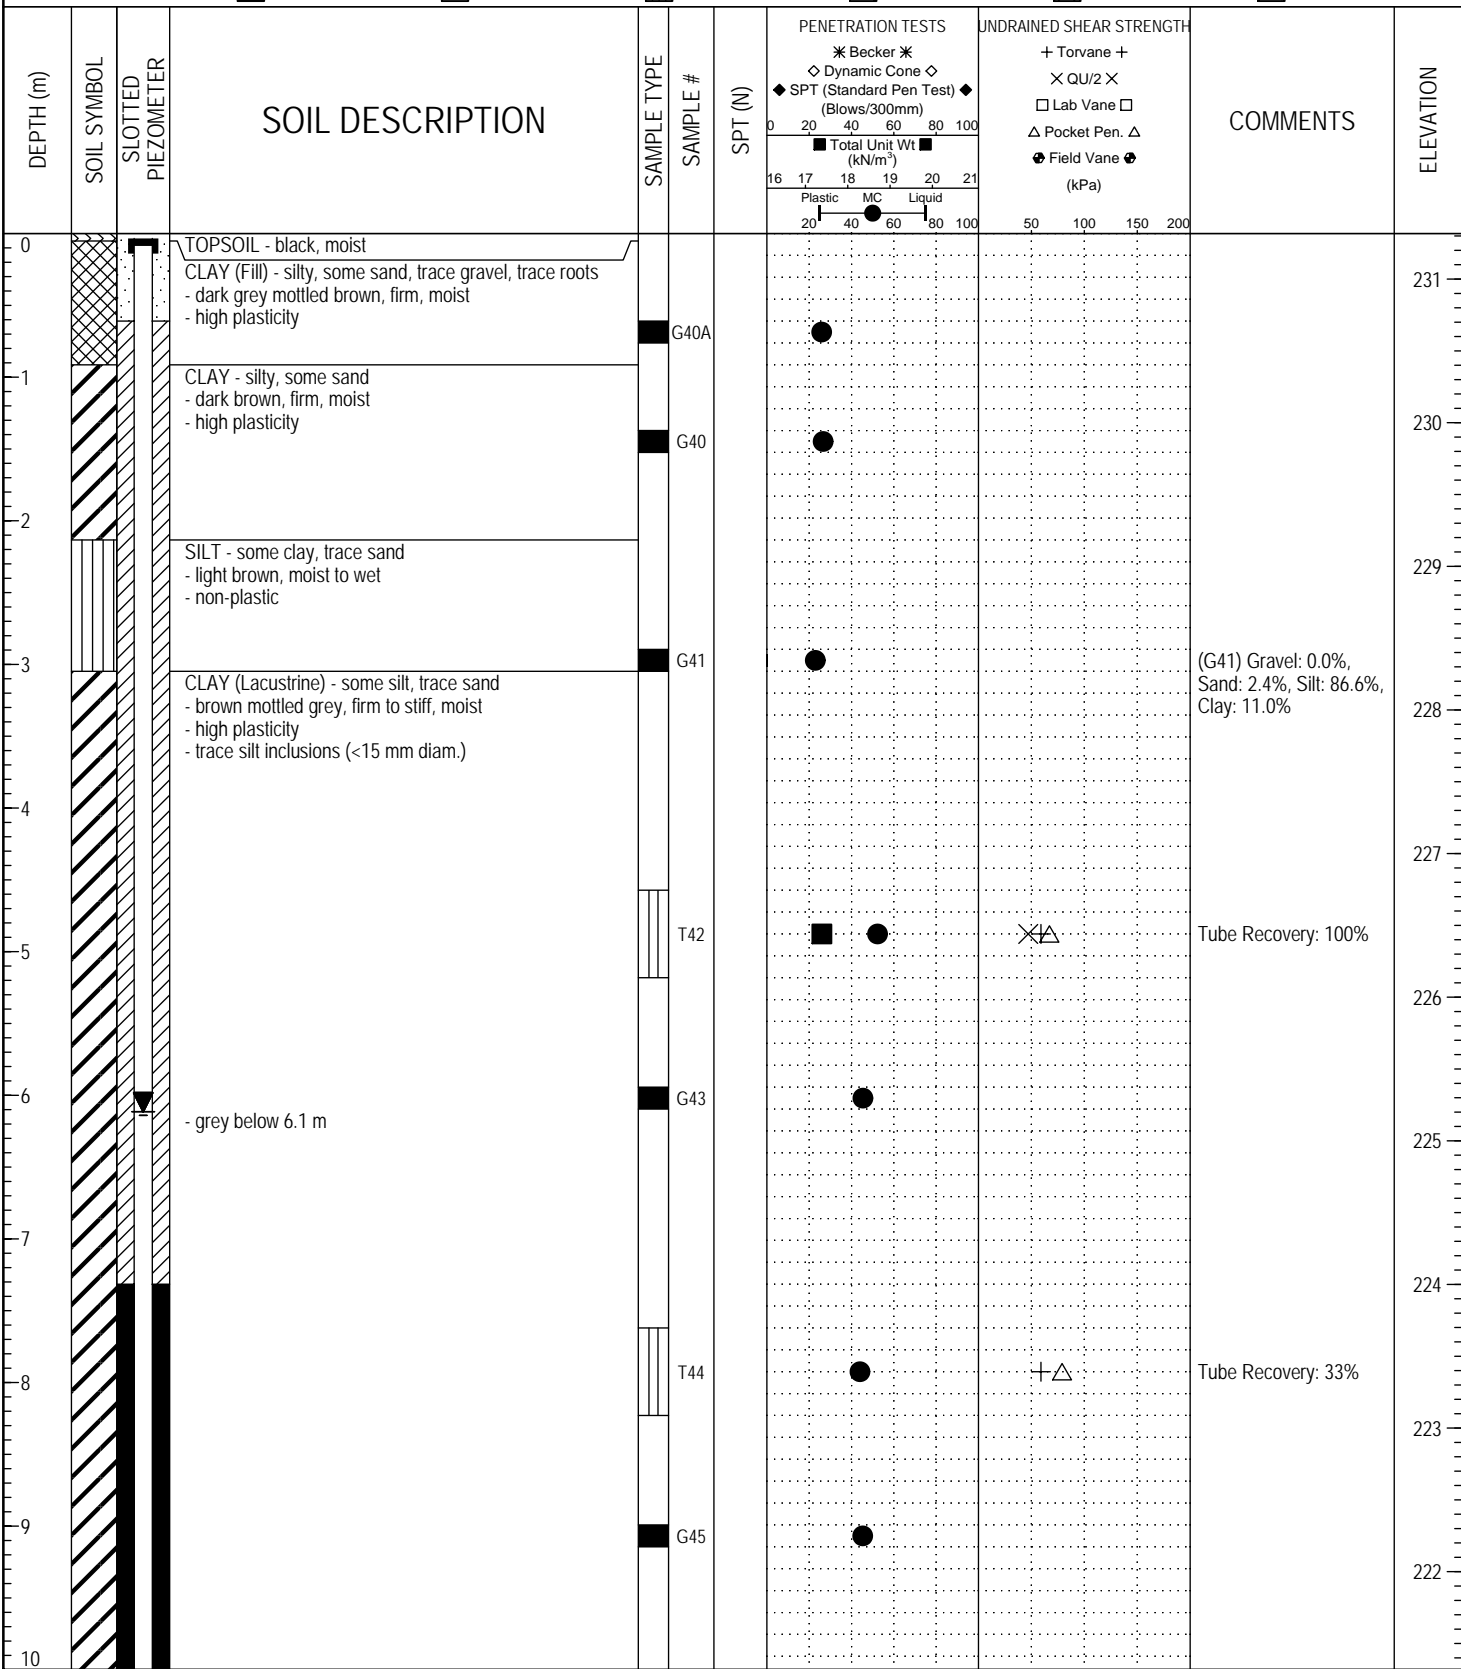 DEPTH (m)
SOIL SYMBOL
SLOTTED
PIEZOMETER
SOIL DESCRIPTION
SAMPLE TYPE
SAMPLE #
SPT (N)
PENETRATION TESTS
✳ Becker ✳
◇ Dynamic Cone ◇
◆ SPT (Standard Pen Test) ◆
(Blows/300mm)
0 20 40 60 80 100
■ Total Unit Wt ■
(kN/m³)
16 17 18 19 20 21
Plastic MC Liquid
20 40 60 80 100
UNDRAINED SHEAR STRENGTH
+ Torvane +
× QU/2 ×
□ Lab Vane □
△ Pocket Pen. △
Field Vane
(kPa)
50 100 150 200
COMMENTS
ELEVATION
0
TOPSOIL - black, moist
CLAY (Fill) - silty, some sand, trace gravel, trace roots
- dark grey mottled brown, firm, moist
- high plasticity
231
G40A
1
CLAY - silty, some sand
- dark brown, firm, moist
- high plasticity
230
G40
2
SILT - some clay, trace sand
- light brown, moist to wet
- non-plastic
229
G41
3
(G41) Gravel: 0.0%,
Sand: 2.4%, Silt: 86.6%,
Clay: 11.0%
CLAY (Lacustrine) - some silt, trace sand
- brown mottled grey, firm to stiff, moist
- high plasticity
- trace silt inclusions (<15 mm diam.)
228
4
227
T42
Tube Recovery: 100%
5
226
6
G43
- grey below 6.1 m
225
7
224
T44
Tube Recovery: 33%
8
223
9
G45
222
10